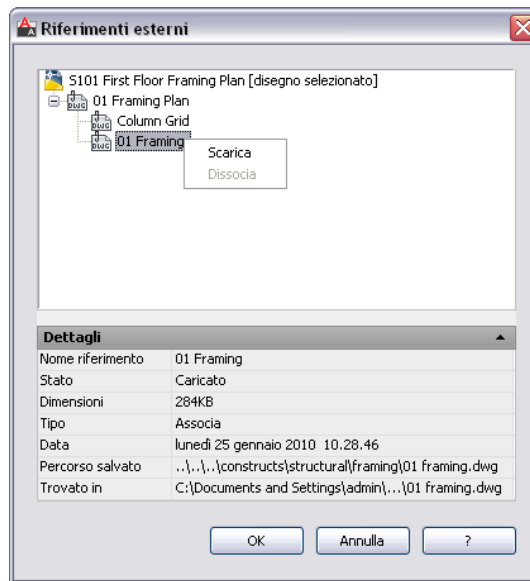 Riferimenti esterni
S101 First Floor Framing Plan [disegno selezionato]
01 Framing Plan
Column Grid
01 Framing
Scarica
Dissocia
Dettagli
Nome riferimento 01 Framing
Stato Caricato
Dimensioni 284KB
Tipo Associa
Data lunedì 25 gennaio 2010 10.28.46
Percorso salvato ..\..\..\constructs\structural\framing\01 framing.dwg
Trovato in C:\Documents and Settings\admin\...\01 framing.dwg
OK Annulla ?